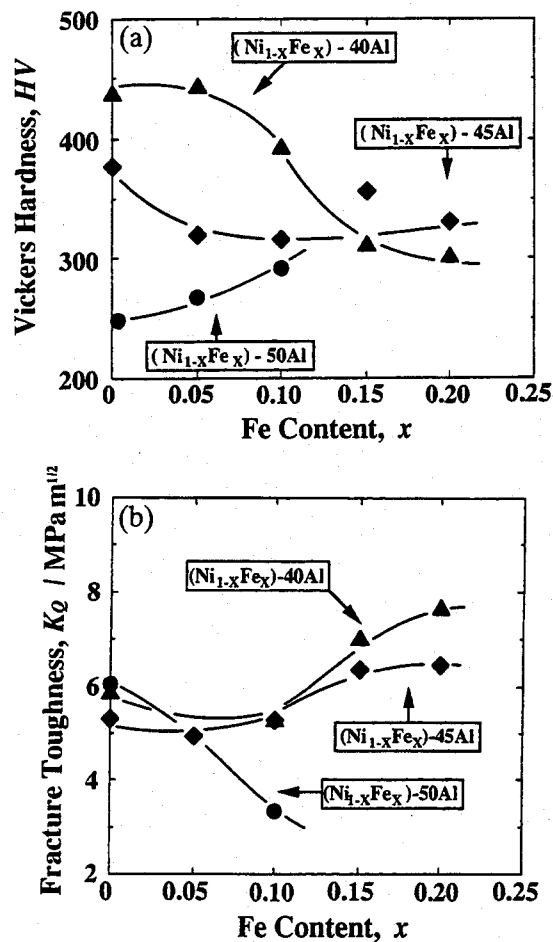 500
(a)
(Ni1-XFeX) - 40Al
Vickers Hardness, HV
400
(Ni1-XFeX) - 45Al
300
(Ni1-XFeX) - 50Al
200
0 0.05 0.10 0.15 0.20 0.25
Fe Content, x
10
(b)
Fracture Toughness, KQ / MPa m1/2
(Ni1-XFeX)-40Al
8
6
(Ni1-XFeX)-45Al
4
(Ni1-XFeX)-50Al
2
0 0.05 0.10 0.15 0.20 0.25
Fe Content, x